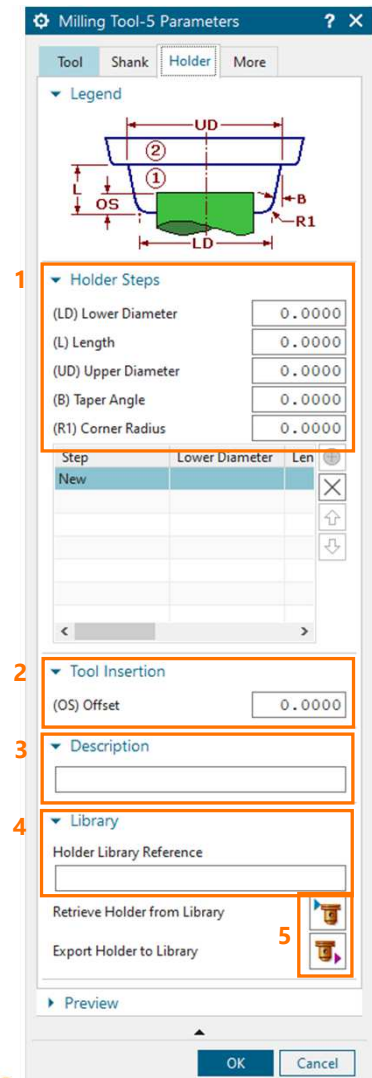 Milling Tool-5 Parameters ? ×
Tool Shank Holder More
Legend
UD
2
1
L
OS
B
R1
LD
1
Holder Steps
(LD) Lower Diameter 0.0000
(L) Length 0.0000
(UD) Upper Diameter 0.0000
(B) Taper Angle 0.0000
(R1) Corner Radius 0.0000
Step Lower Diameter Len
New
2
Tool Insertion
(OS) Offset 0.0000
3
Description
4
Library
Holder Library Reference
Retrieve Holder from Library
5
Export Holder to Library
Preview
OK Cancel